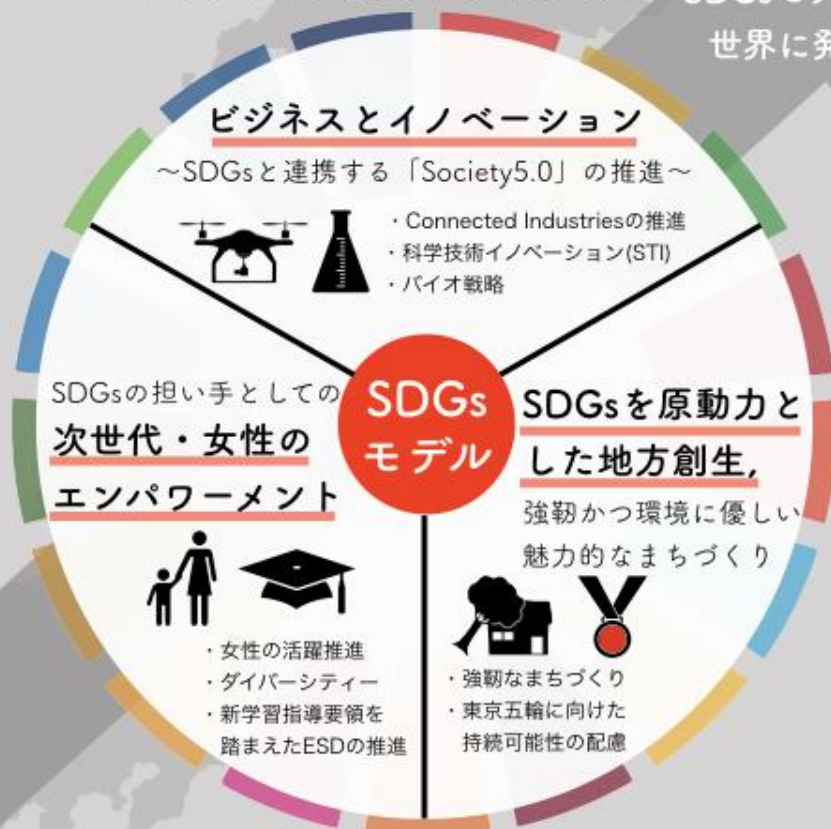 世界に発
ビジネスとイノベーション
～SDGsと連携する「Society5.0」の推進～
・Connected Industriesの推進
・科学技術イノベーション(STI)
・バイオ戦略
SDGs
モデル
SDGsの担い手としての
次世代・女性の
エンパワーメント
・女性の活躍推進
・ダイバーシティー
・新学習指導要領を
踏まえたESDの推進
SDGsを原動力と
した地方創生,
強靭かつ環境に優しい
魅力的なまちづくり
・強靭なまちづくり
・東京五輪に向けた
持続可能性の配慮